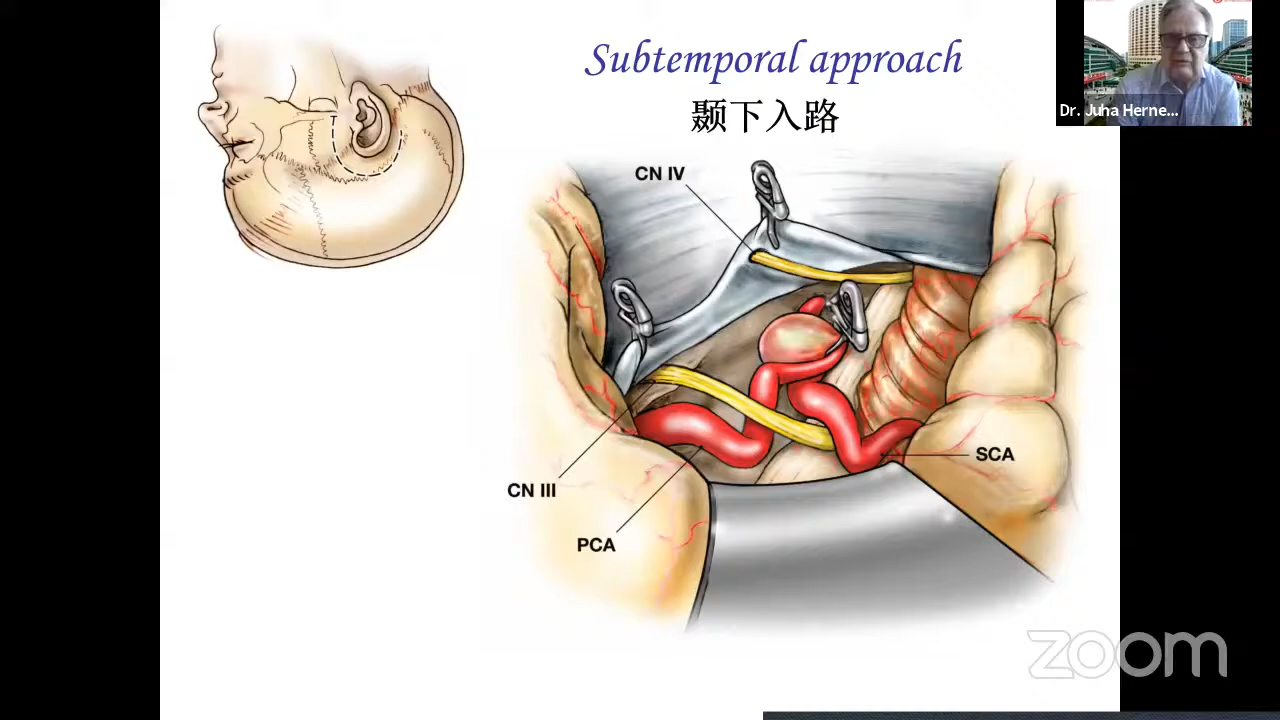 Subtemporal approach
颞下入路
Dr. Juha Herne...
CN IV
CN III
SCA
PCA
zoom